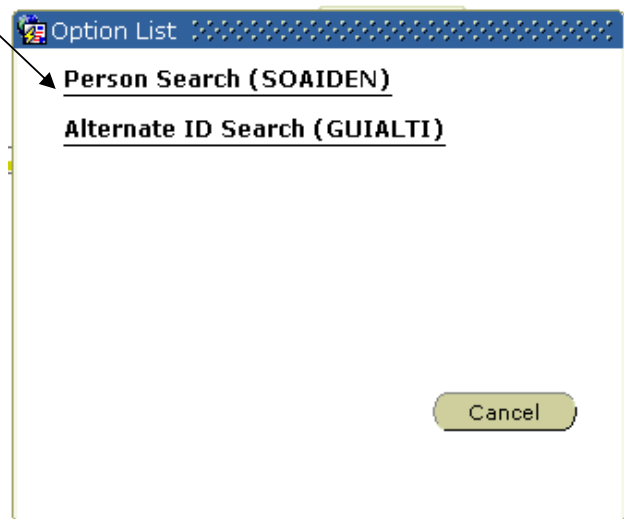 Option List
Person Search (SOAIDEN)
Alternate ID Search (GUIALTI)
Cancel